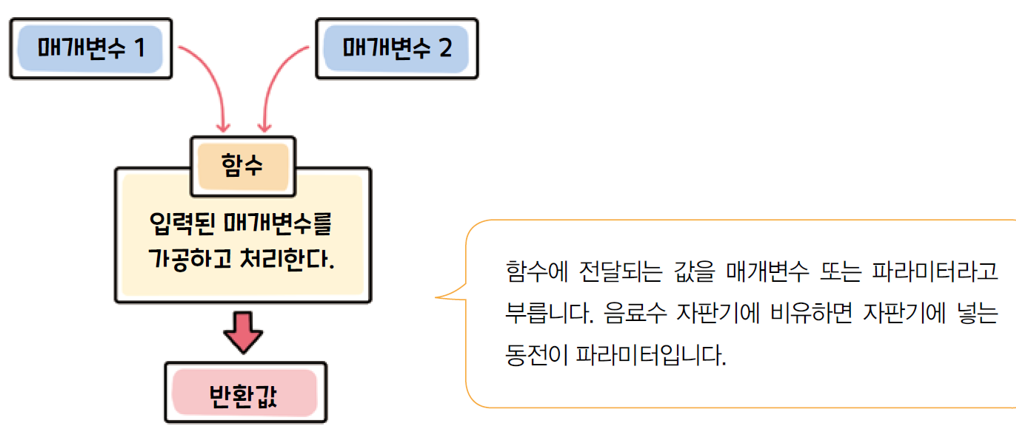 매개변수 1
매개변수 2
함수
입력된 매개변수를
가공하고 처리한다.
반환값
함수에 전달되는 값을 매개변수 또는 파라미터라고
부릅니다. 음료수 자판기에 비유하면 자판기에 넣는
동전이 파라미터입니다.